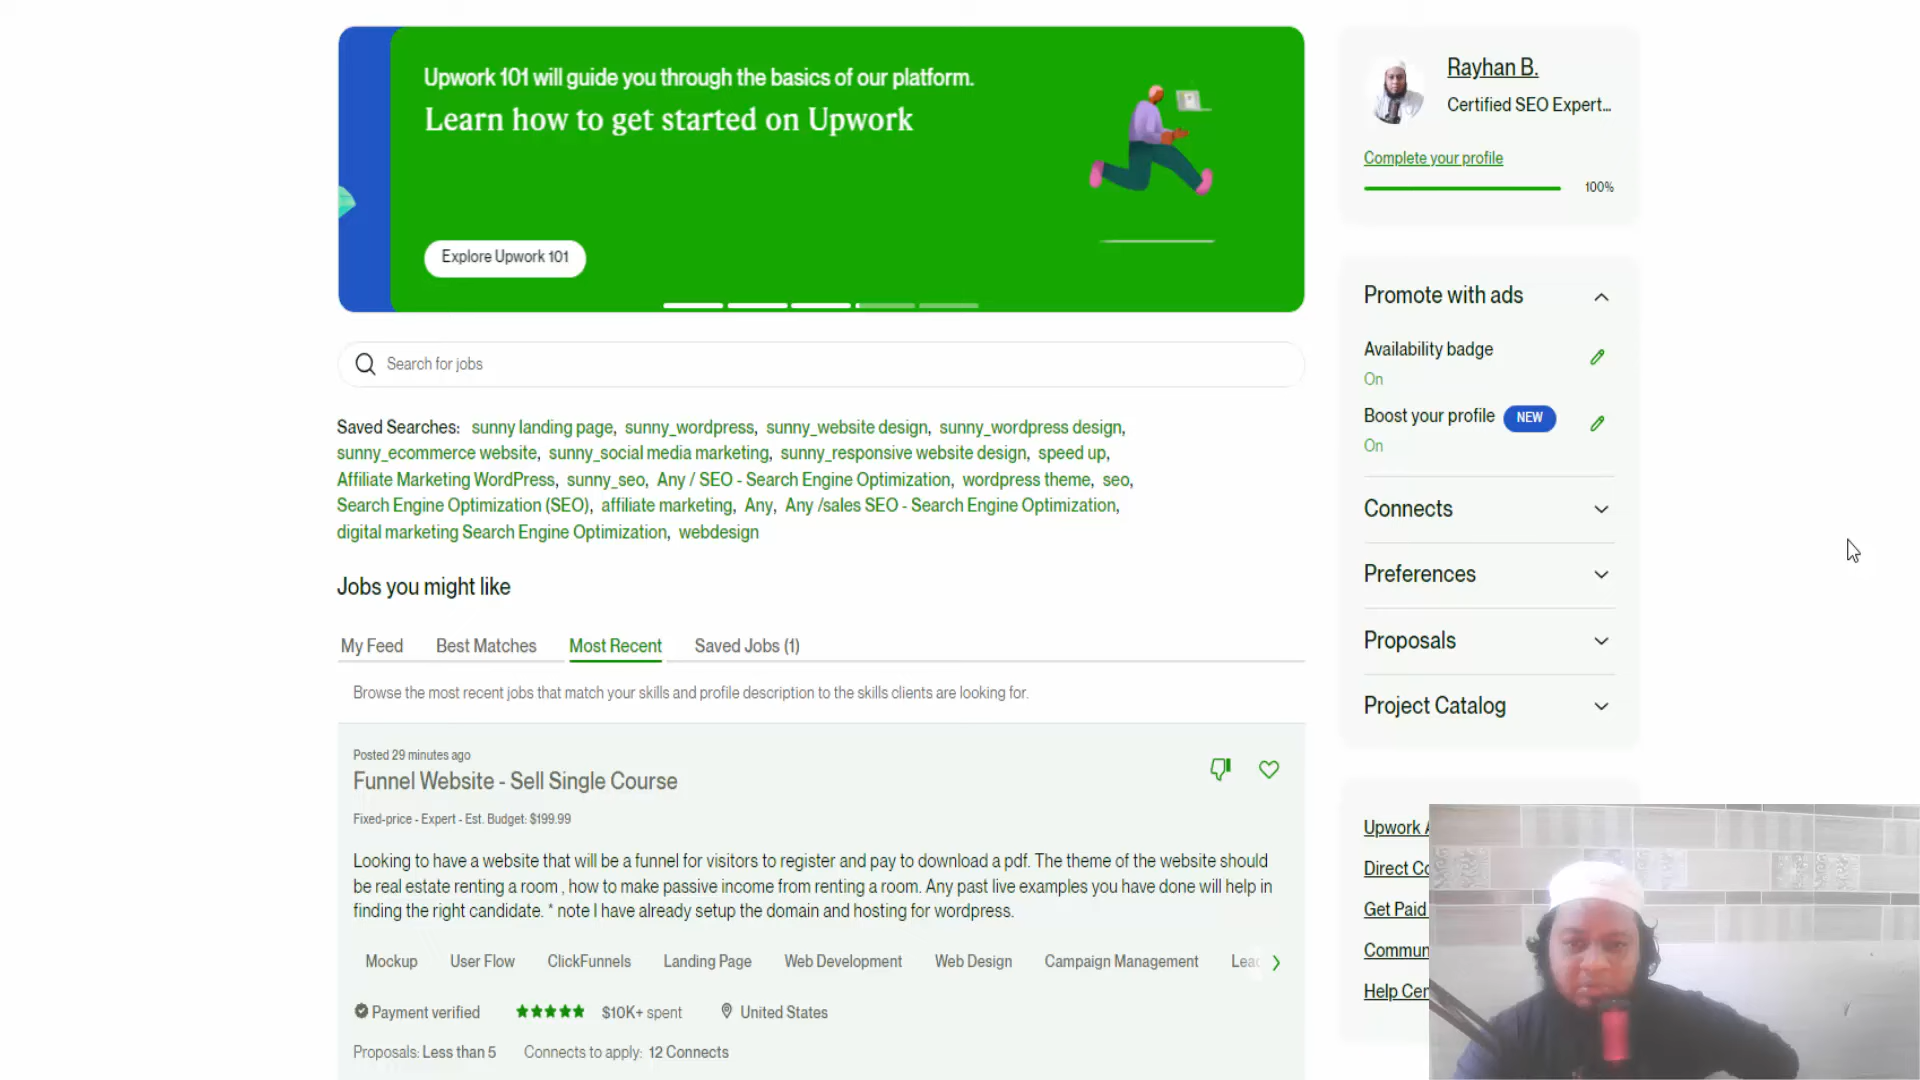 Upwork 101 will guide you through the basics of our platform.
Learn how to get started on Upwork
Explore Upwork 101
Search for jobs
Saved Searches: sunny landing page, sunny_wordpress, sunny_website design, sunny_wordpress design,
sunny_ecommerce website, sunny_social media marketing, sunny_responsive website design, speed up,
Affiliate Marketing WordPress, sunny_seo, Any / SEO - Search Engine Optimization, wordpress theme, seo,
Search Engine Optimization (SEO), affiliate marketing, Any, Any /sales SEO - Search Engine Optimization,
digital marketing Search Engine Optimization, webdesign
Jobs you might like
My Feed Best Matches Most Recent Saved Jobs (1)
Browse the most recent jobs that match your skills and profile description to the skills clients are looking for.
Posted 29 minutes ago
Funnel Website - Sell Single Course
Fixed-price - Expert - Est. Budget: $199.99
Looking to have a website that will be a funnel for visitors to register and pay to download a pdf. The theme of the website should
be real estate renting a room , how to make passive income from renting a room. Any past live examples you have done will help in
finding the right candidate. * note I have already setup the domain and hosting for wordpress.
Mockup User Flow ClickFunnels Landing Page Web Development Web Design Campaign Management
Payment verified $10K+ spent United States
Proposals: Less than 5 Connects to apply: 12 Connects
Rayhan B.
Certified SEO Expert...
Complete your profile
100%
Promote with ads
Availability badge
On
Boost your profile NEW
On
Connects
Preferences
Proposals
Project Catalog
Upwork
Direct
Get Paid
Commun
Help Cen